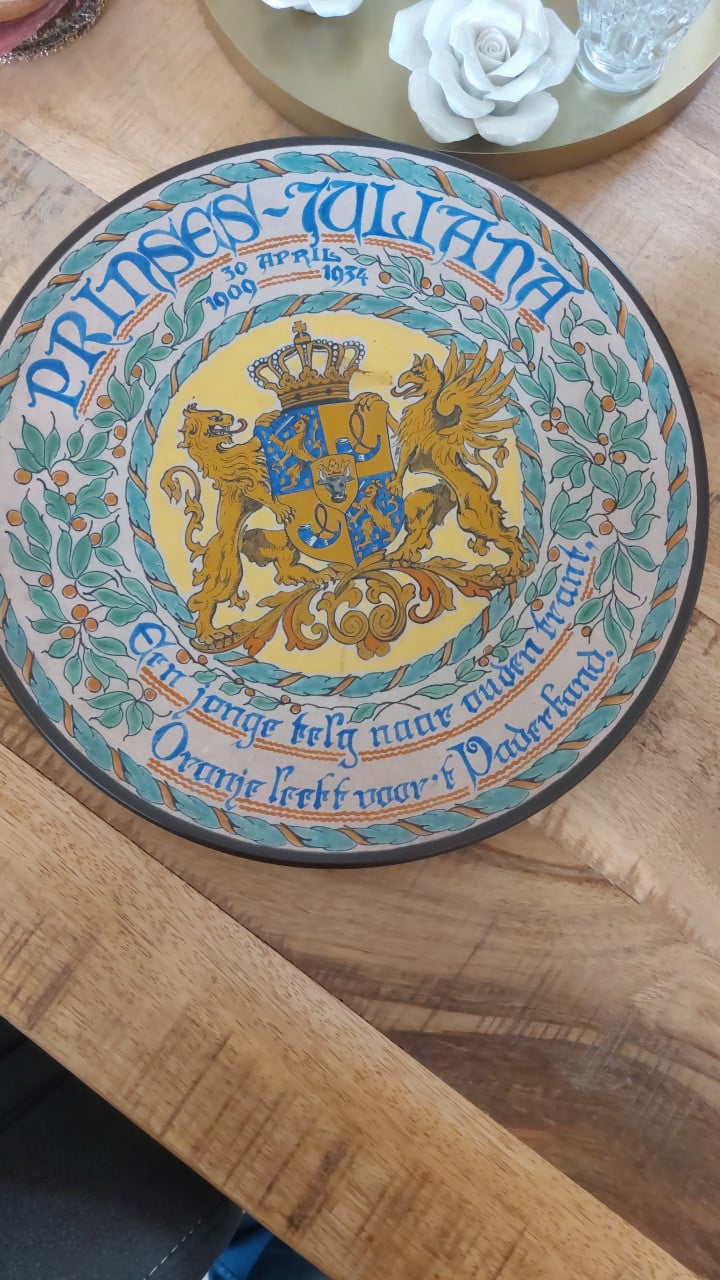 PRINSES-JULIANA
30 APRIL
1909 1934
Een jonge telg naar ouden trant,
Oranje leeft voor 't Vaderland.